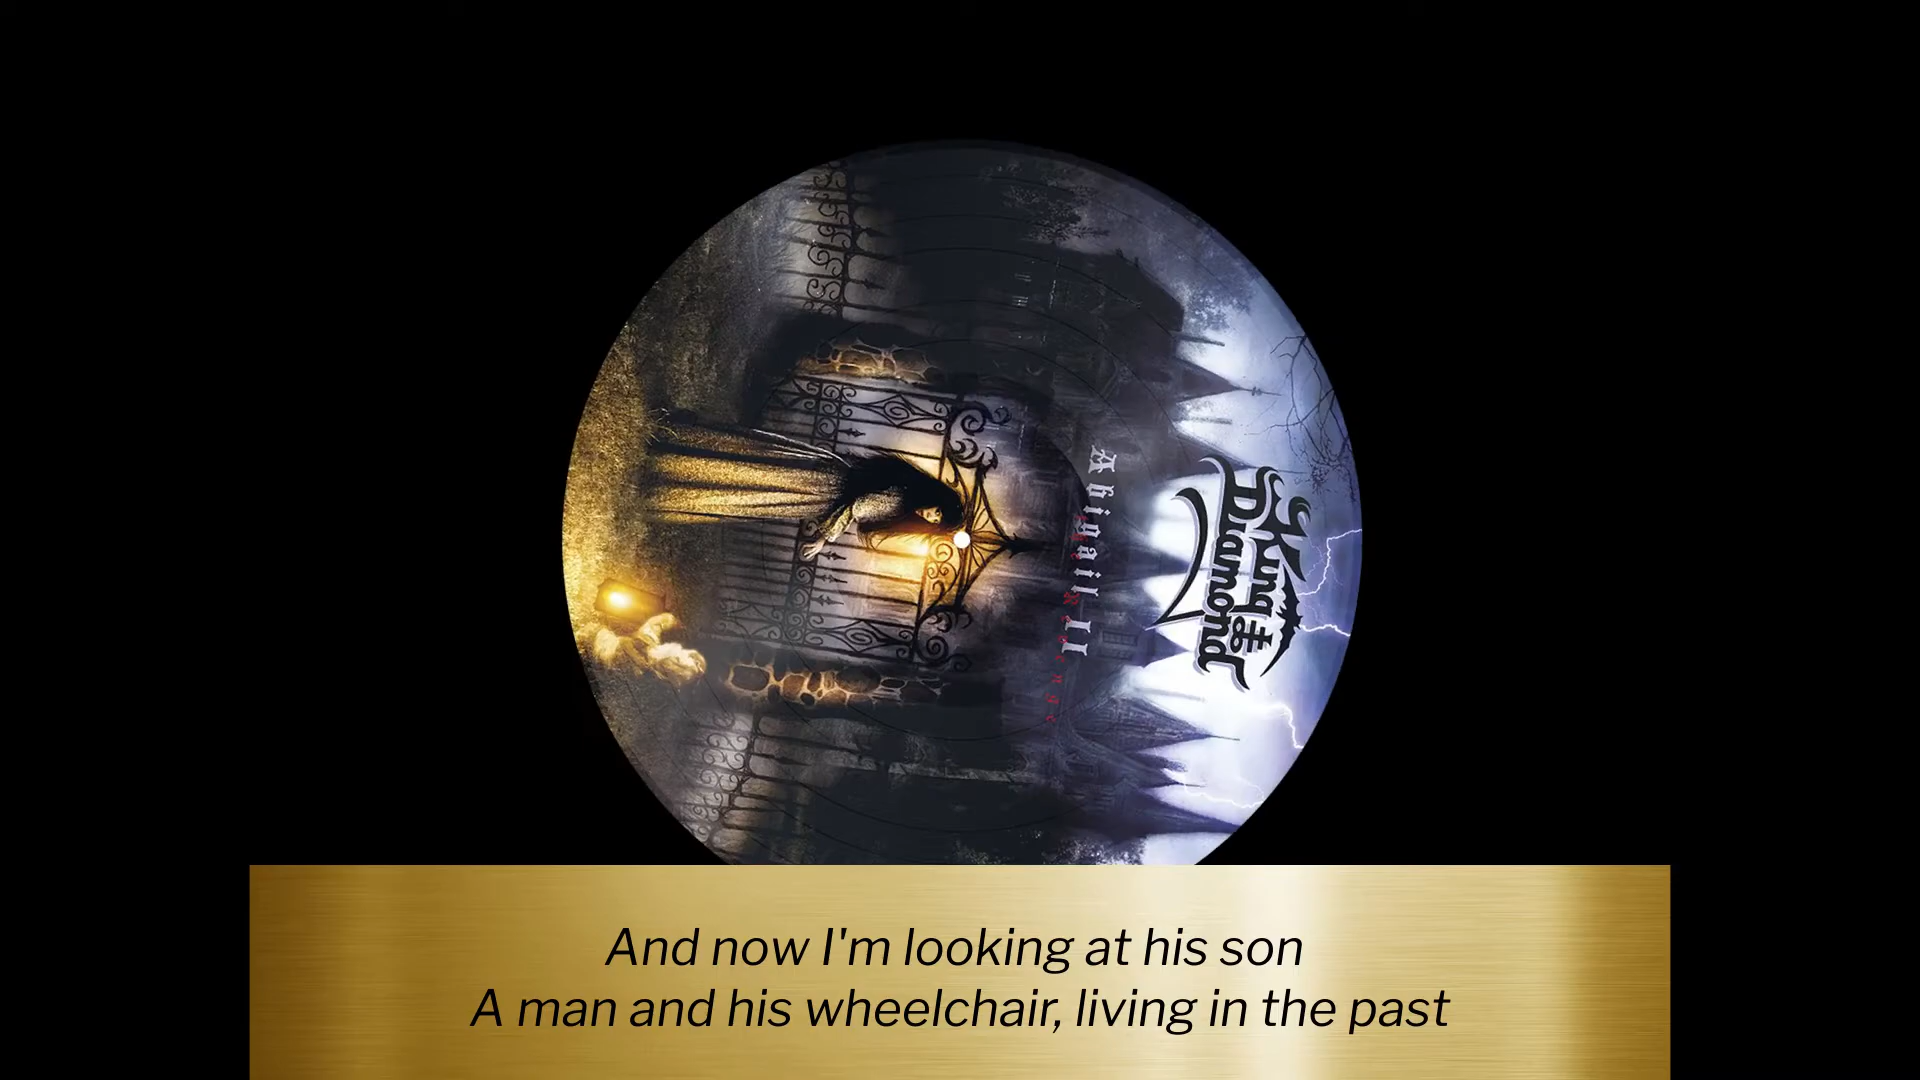 King
Diamond
Abigail II
And now I'm looking at his son
A man and his wheelchair, living in the past